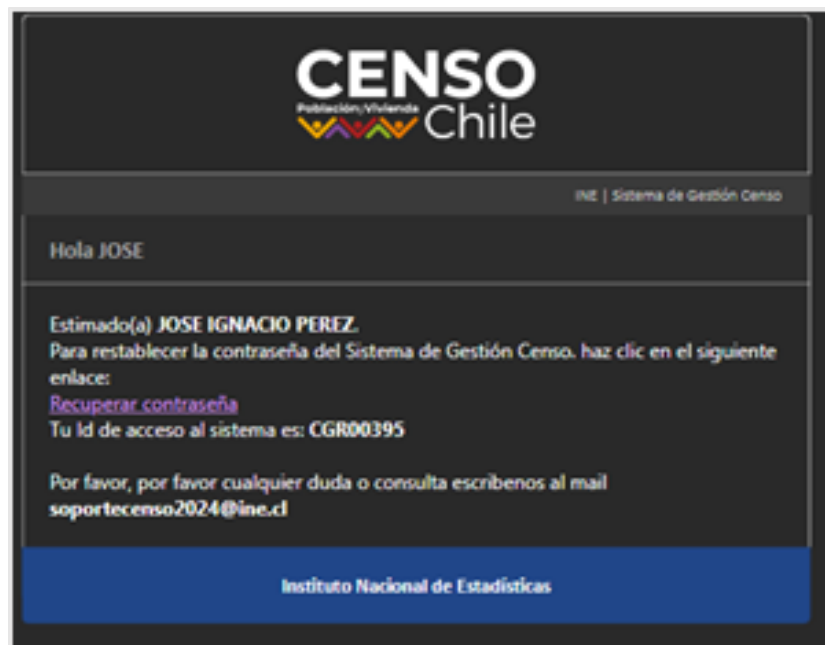 CENSO
Población/Vivienda
Chile
INE | Sistema de Gestión Censo
Hola JOSE
Estimado(a) JOSE IGNACIO PEREZ.
Para restablecer la contraseña del Sistema de Gestión Censo. haz clic en el siguiente
enlace:
Recuperar contraseña
Tu Id de acceso al sistema es: CGR00395
Por favor, por favor cualquier duda o consulta escribenos al mail
soportecenso2024@ine.cl
Instituto Nacional de Estadísticas